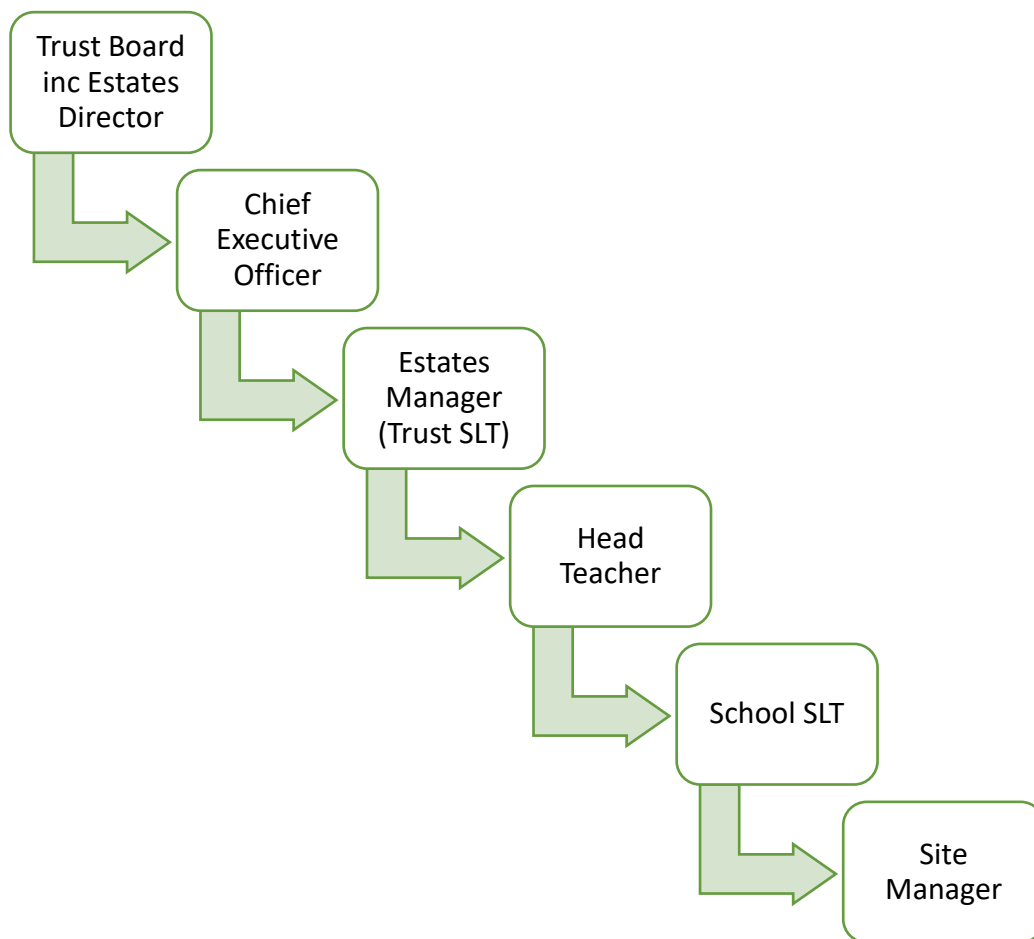 Trust Board
inc Estates
Director
Chief
Executive
Officer
Estates
Manager
(Trust SLT)
Head
Teacher
School SLT
Site
Manager